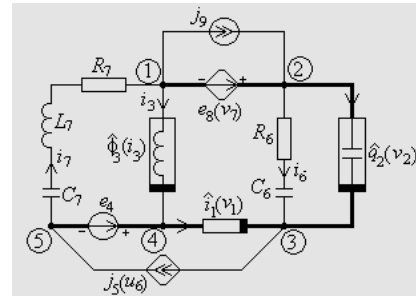 j₉
R₇ ① ②
− +
i₃ e₈(v₇)
L₇ R₆
Φ̂₃(i₃) q̂₂(v₂)
i₇ i₆
C₇ e₄ î₁(v₁) C₆
− +
⑤ ④ ③
j₅(u₆)